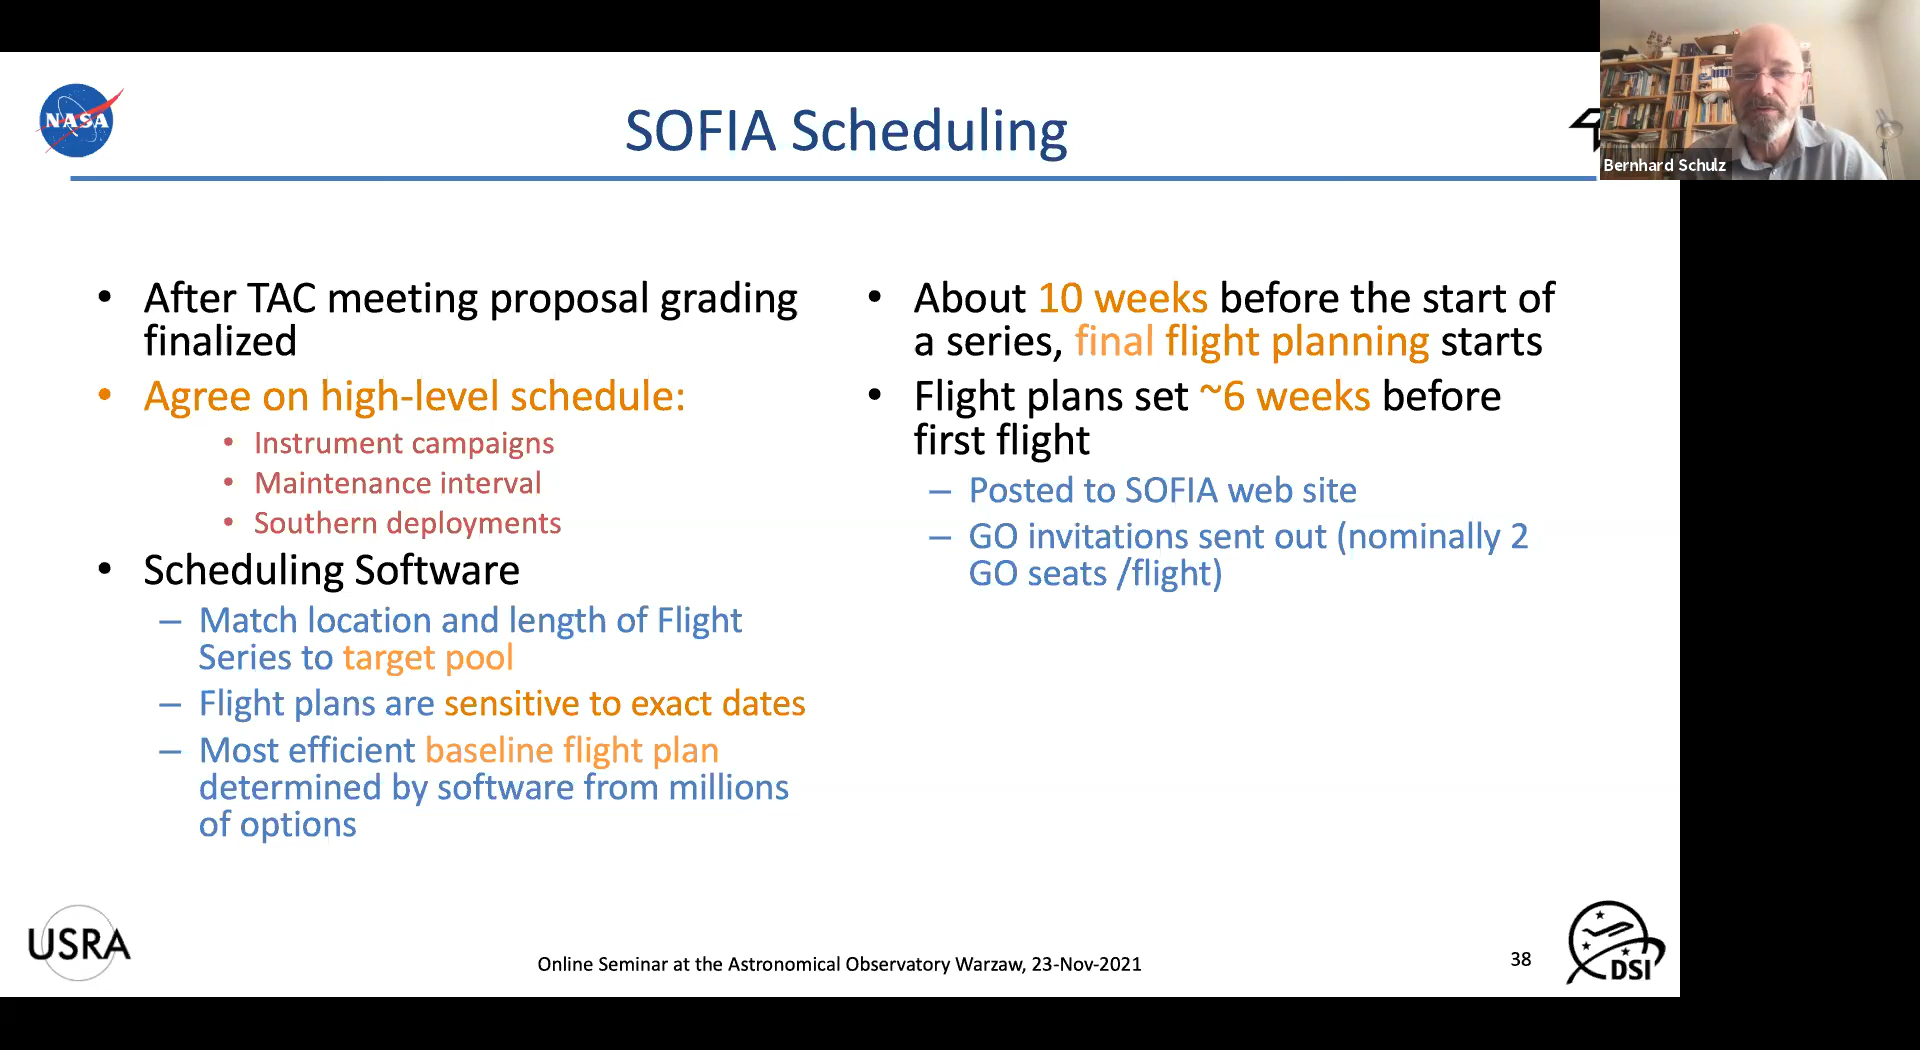 NASA
SOFIA Scheduling
Bernhard Schulz
• After TAC meeting proposal grading
finalized
• Agree on high-level schedule:
• Instrument campaigns
• Maintenance interval
• Southern deployments
• Scheduling Software
– Match location and length of Flight
Series to target pool
– Flight plans are sensitive to exact dates
– Most efficient baseline flight plan
determined by software from millions
of options
• About 10 weeks before the start of
a series, final flight planning starts
• Flight plans set ~6 weeks before
first flight
– Posted to SOFIA web site
– GO invitations sent out (nominally 2
GO seats /flight)
USRA
Online Seminar at the Astronomical Observatory Warzaw, 23-Nov-2021
38
DSI